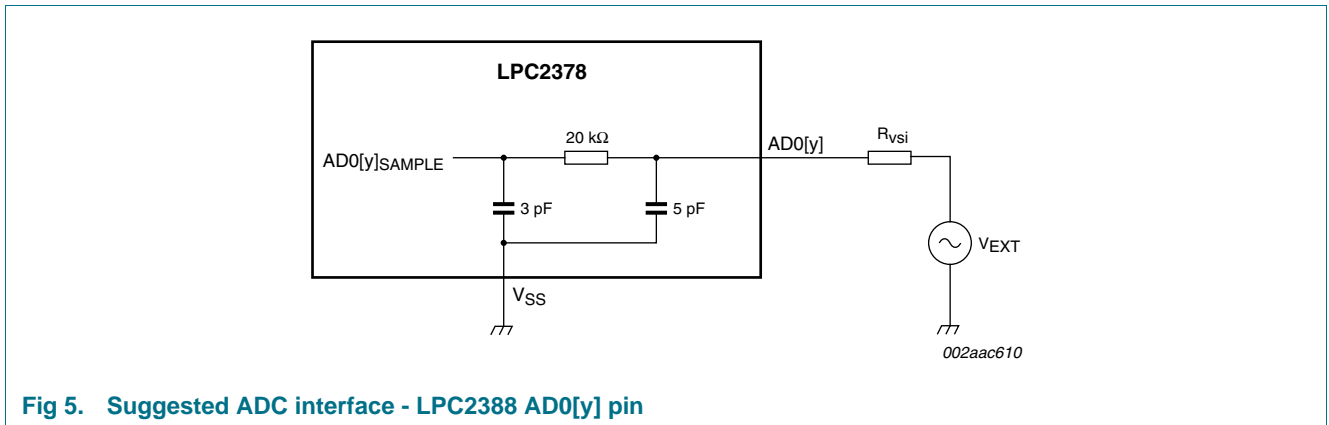 LPC2378
20 kΩ
AD0[y]
Rvsi
AD0[y]SAMPLE
3 pF
5 pF
VEXT
VSS
002aac610
Fig 5. Suggested ADC interface - LPC2388 AD0[y] pin